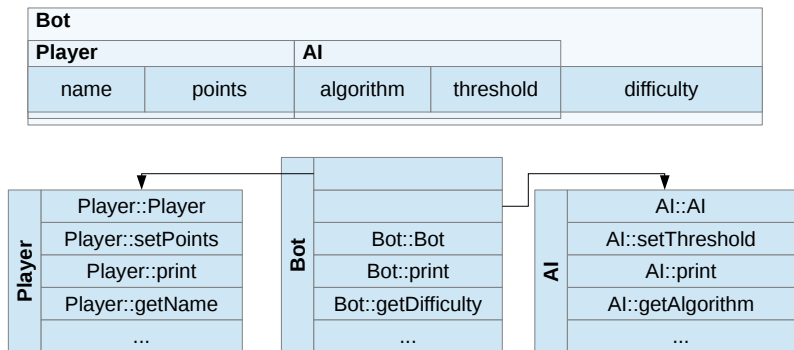 Bot
Player AI
name points algorithm threshold difficulty
Player::Player AI::AI
Player::setPoints Bot::Bot AI::setThreshold
Player::print Bot::print AI::print
Player::getName Bot::getDifficulty AI::getAlgorithm
... ... ...
Player
Bot
AI